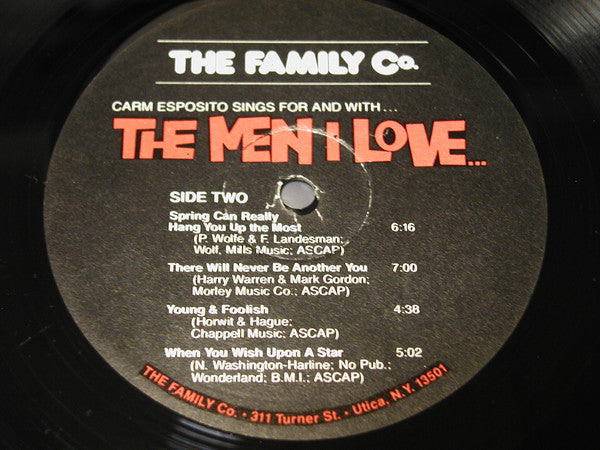 THE FAMILY Co.
CARM ESPOSITO SINGS FOR AND WITH...
THE MEN I LOVE...
SIDE TWO
Spring Can Really
Hang You Up the Most 6:16
(P. Wolfe & F. Landesman;
Wolf, Mills Music; ASCAP)
There Will Never Be Another You 7:00
(Harry Warren & Mark Gordon;
Morley Music Co.; ASCAP)
Young & Foolish 4:38
(Horwit & Hague;
Chappell Music; ASCAP)
When You Wish Upon A Star 5:02
(N. Washington-Harline; No Pub.;
Wonderland; B.M.I.; ASCAP)
THE FAMILY Co. • 311 Turner St. • Utica, N.Y. 13501